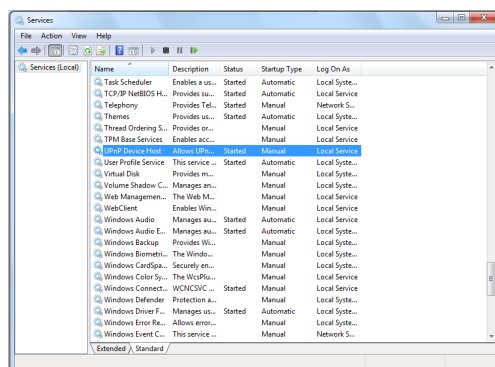 Services
File Action View Help
Services (Local)
Name Description Status Startup Type Log On As
Task Scheduler Enables a us... Started Automatic Local Syste...
TCP/IP NetBIOS H... Provides su... Started Automatic Local Service
Telephony Provides Tel... Started Manual Network S...
Themes Provides us... Started Automatic Local Syste...
Thread Ordering S... Provides or... Manual Local Service
TPM Base Services Enables acc... Manual Local Service
UPnP Device Host Allows UPn... Started Manual Local Service
User Profile Service This service ... Started Automatic Local Syste...
Virtual Disk Provides m... Manual Local Syste...
Volume Shadow C... Manages an... Manual Local Syste...
Web Managemen... The Web M... Manual Local Service
WebClient Enables Win... Manual Local Service
Windows Audio Manages au... Started Automatic Local Service
Windows Audio E... Manages au... Started Automatic Local Syste...
Windows Backup Provides Wi... Manual Local Syste...
Windows Biometri... The Windo... Manual Local Syste...
Windows CardSpa... Securely en... Manual Local Syste...
Windows Color Sy... The WcsPlu... Manual Local Service
Windows Connect... WCNCSVC ... Started Manual Local Service
Windows Defender Protection a... Manual Local Syste...
Windows Driver F... Manages us... Started Automatic Local Syste...
Windows Error Re... Allows error... Manual Local Syste...
Windows Event C... This service ... Manual Network S...
Extended Standard